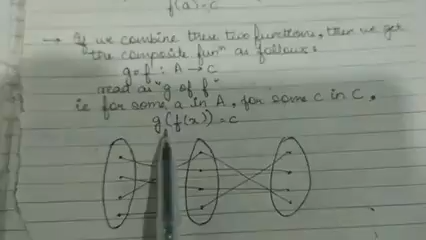 f(a)=c
→ If we combine these two functions, then we get
the composite funⁿ as follows:
gof : A → C
read as "g of f"
ie for some a in A, for some c in C,
g(f(x)) = c